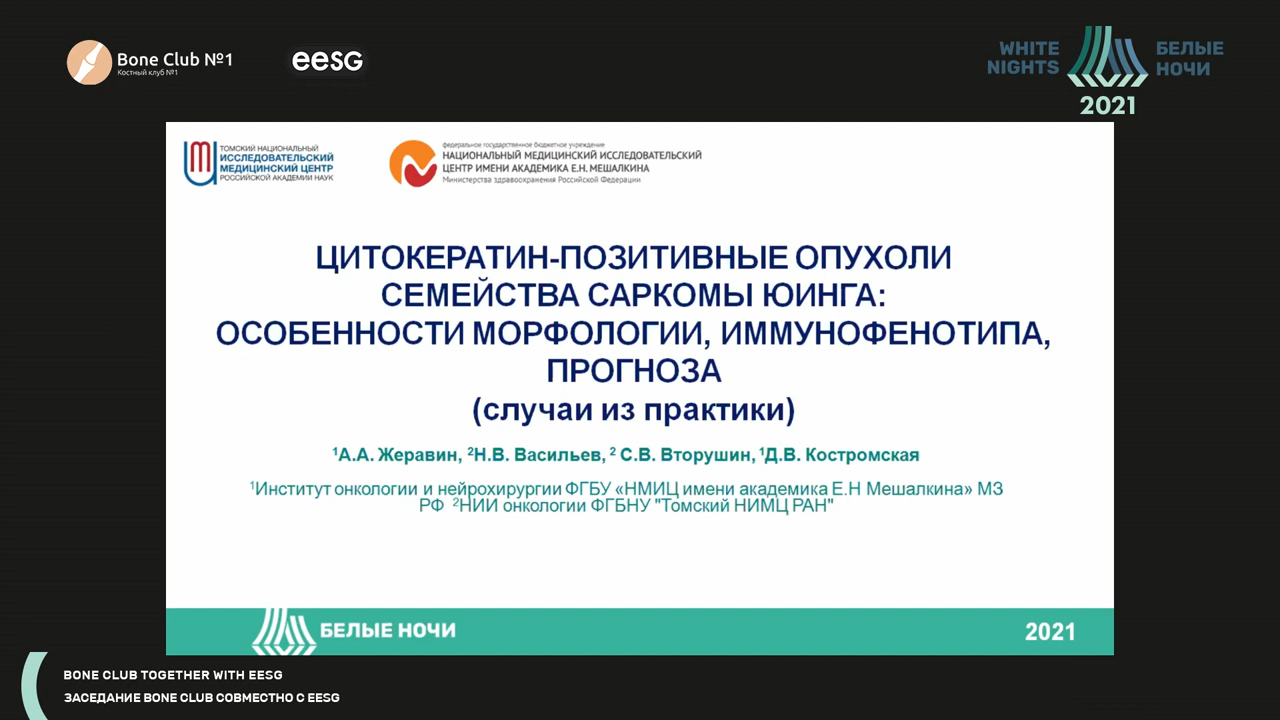 Bone Club №1
Костный клуб №1
eesg
WHITE NIGHTS
БЕЛЫЕ НОЧИ
2021
ТОМСКИЙ НАЦИОНАЛЬНЫЙ
ИССЛЕДОВАТЕЛЬСКИЙ
МЕДИЦИНСКИЙ ЦЕНТР
РОССИЙСКОЙ АКАДЕМИИ НАУК
федеральное государственное бюджетное учреждение
НАЦИОНАЛЬНЫЙ МЕДИЦИНСКИЙ ИССЛЕДОВАТЕЛЬСКИЙ
ЦЕНТР ИМЕНИ АКАДЕМИКА Е.Н. МЕШАЛКИНА
Министерства здравоохранения Российской Федерации
ЦИТОКЕРАТИН-ПОЗИТИВНЫЕ ОПУХОЛИ
СЕМЕЙСТВА САРКОМЫ ЮИНГА:
ОСОБЕННОСТИ МОРФОЛОГИИ, ИММУНОФЕНОТИПА,
ПРОГНОЗА
(случаи из практики)
¹А.А. Жеравин, ²Н.В. Васильев, ² С.В. Вторушин, ¹Д.В. Костромская
¹Институт онкологии и нейрохирургии ФГБУ «НМИЦ имени академика Е.Н Мешалкина» МЗ
РФ ²НИИ онкологии ФГБНУ "Томский НИМЦ РАН"
БЕЛЫЕ НОЧИ
2021
BONE CLUB TOGETHER WITH EESG
ЗАСЕДАНИЕ BONE CLUB СОВМЕСТНО С EESG